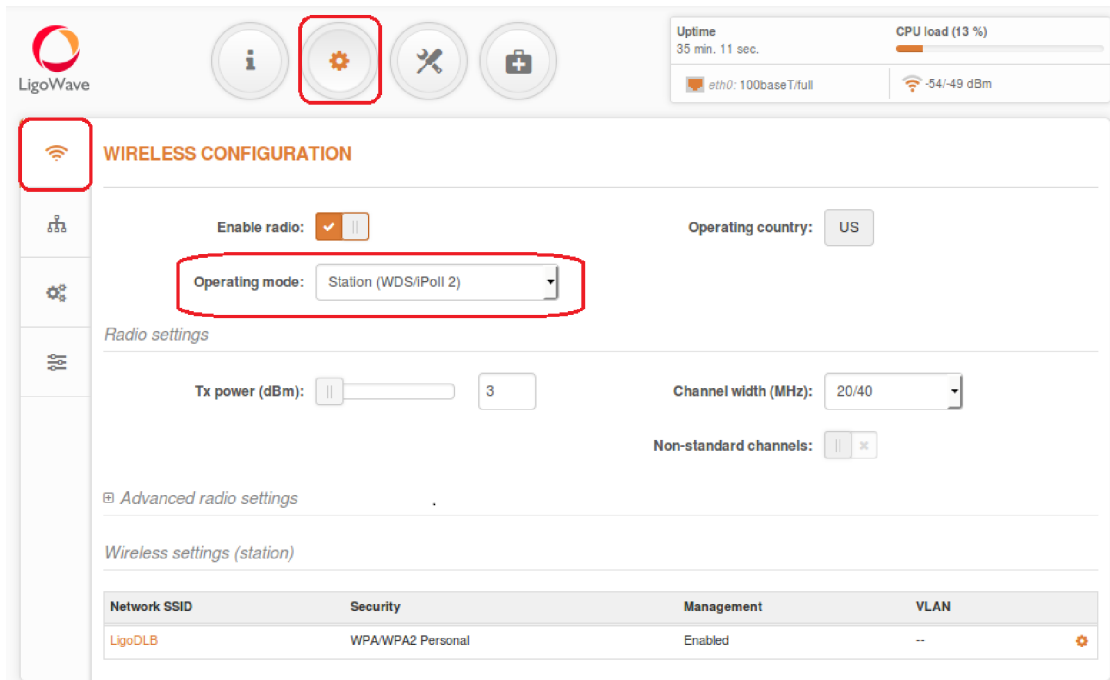 LigoWave
Uptime
35 min. 11 sec.
CPU load (13 %)
eth0: 100baseT/full
-54/-49 dBm
WIRELESS CONFIGURATION
Enable radio:
Operating country: US
Operating mode: Station (WDS/iPoll 2)
Radio settings
Tx power (dBm): 3
Channel width (MHz): 20/40
Non-standard channels:
Advanced radio settings
Wireless settings (station)
Network SSID Security Management VLAN
LigoDLB WPA/WPA2 Personal Enabled --